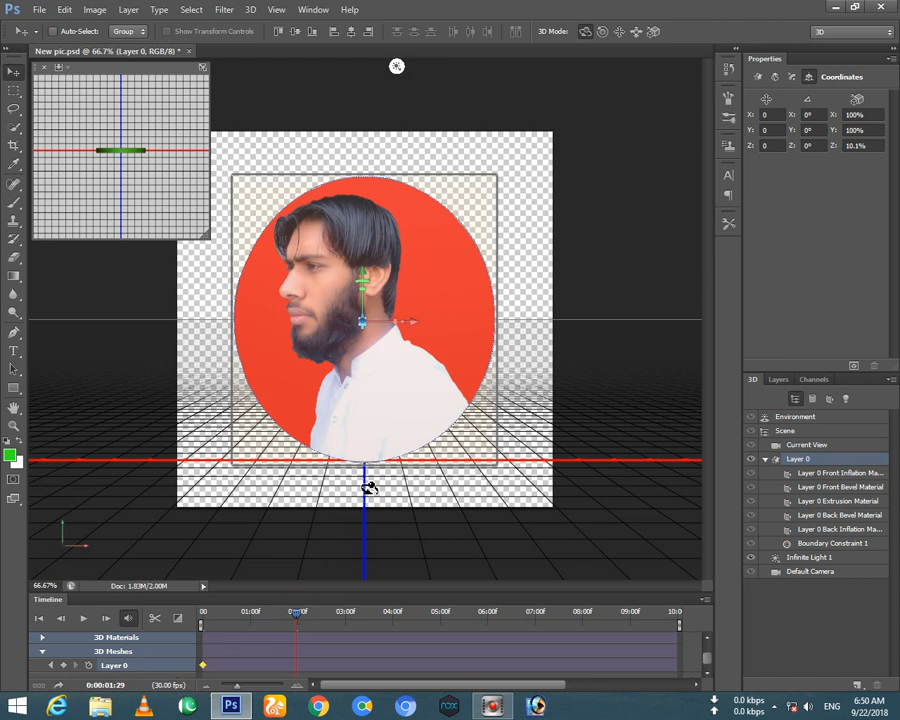 Ps File Edit Image Layer Type Select Filter 3D View Window Help
Auto-Select: Group Show Transform Controls 3D Mode: 3D
New pic.psd @ 66.7% (Layer 0, RGB/8) * ×
Properties
Coordinates
X: 0 X: 0° X: 100%
Y: 0 Y: 0° Y: 100%
Z: 0 Z: 0° Z: 10.1%
3D Layers Channels
Environment
Scene
Current View
Layer 0
Layer 0 Front Inflation Ma...
Layer 0 Front Bevel Material
Layer 0 Extrusion Material
Layer 0 Back Bevel Material
Layer 0 Back Inflation Ma...
Boundary Constraint 1
Infinite Light 1
Default Camera
66.67% Doc: 1.83M/2.00M
Timeline
00 01:00f 02:00f 03:00f 04:00f 05:00f 06:00f 07:00f 08:00f 09:00f 10:0
3D Materials
3D Meshes
Layer 0
0:00:01:29 (30.00 fps)
Ps UC rox
0.0 kbps
0.0 kbps
ENG
6:50 AM
9/22/2018